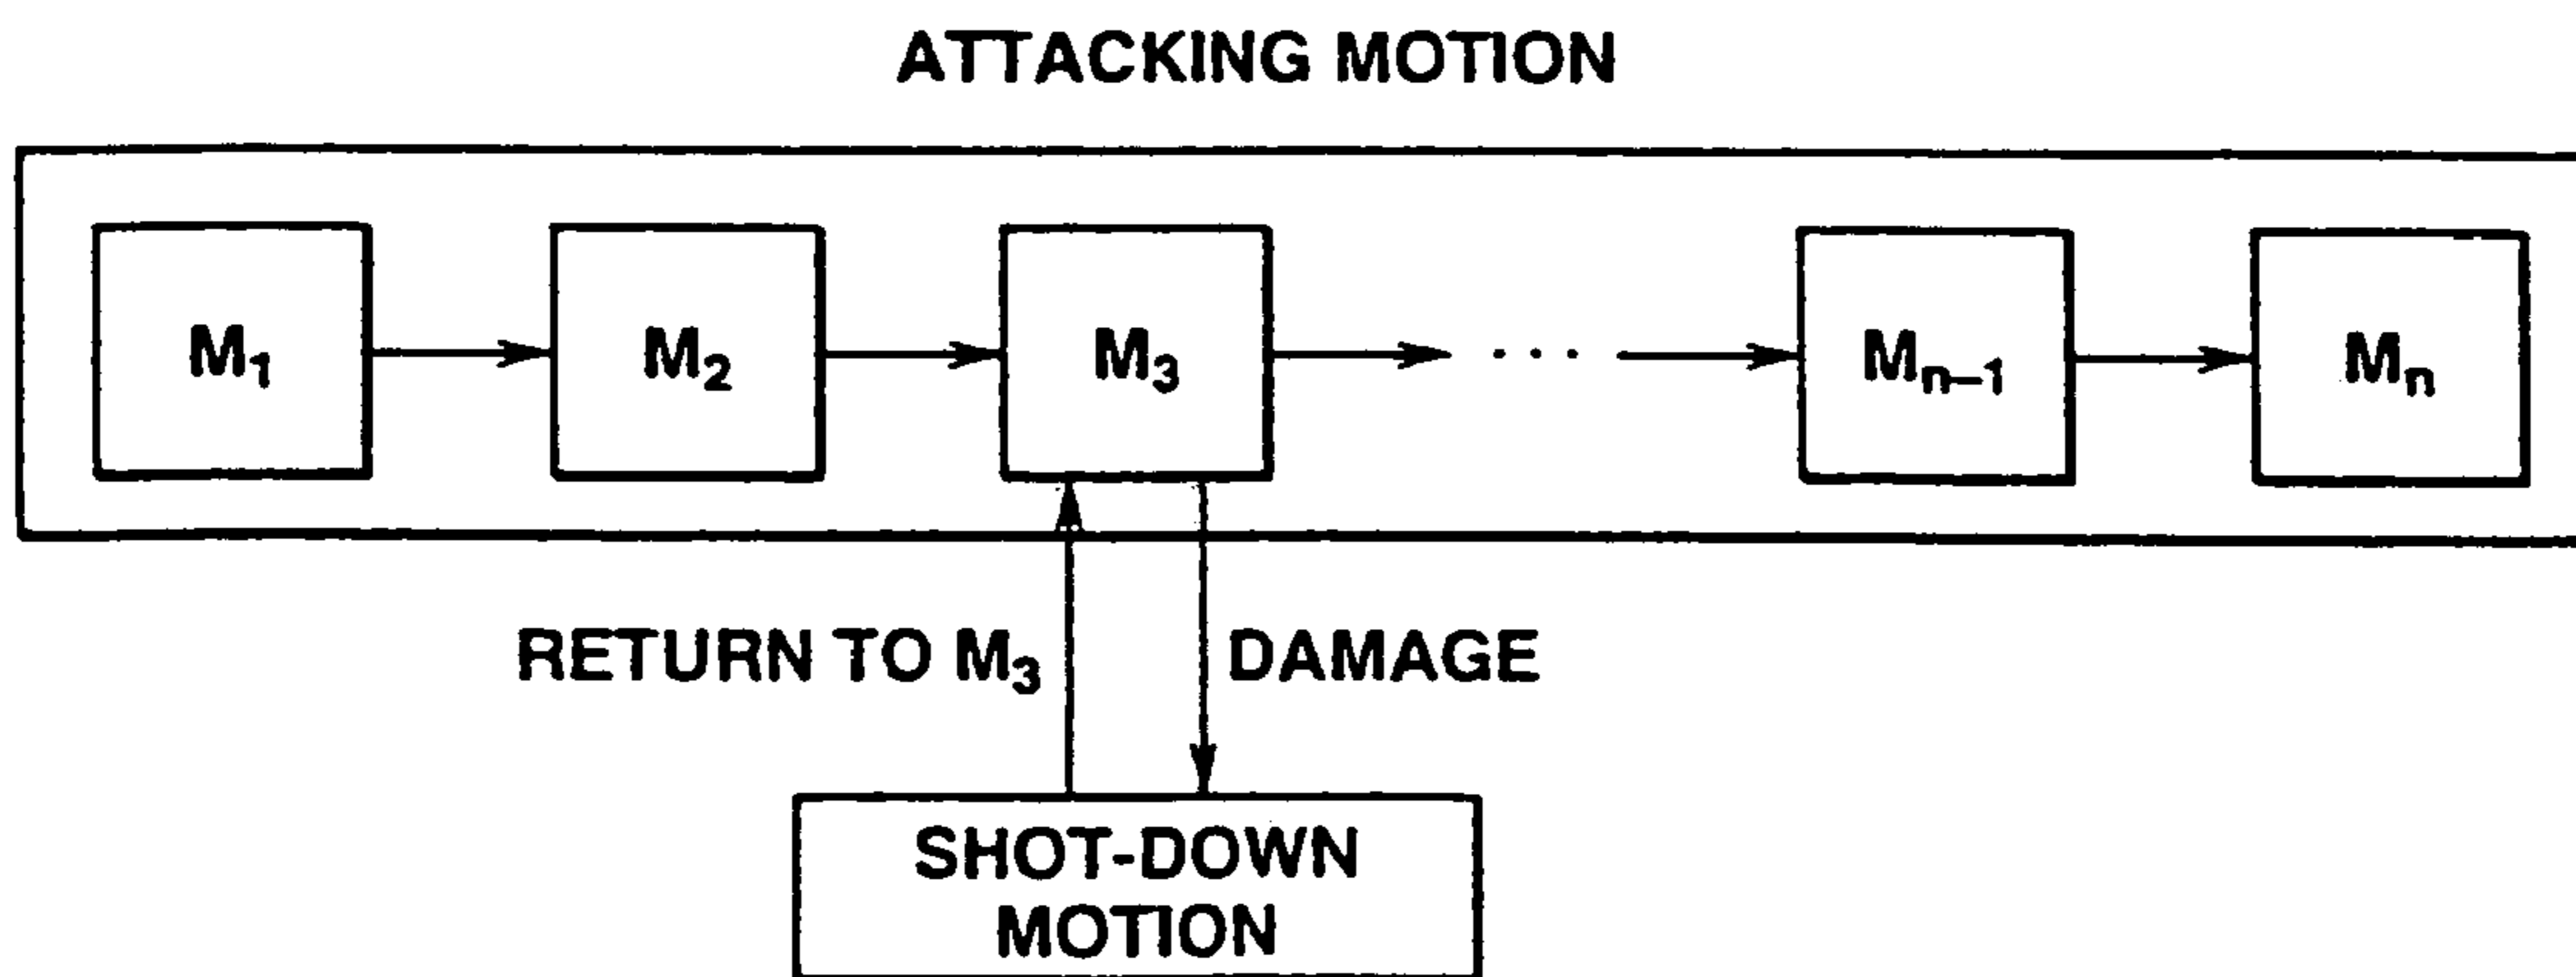 ATTACKING MOTION
M₁ M₂ M₃ · · · Mₙ₋₁ Mₙ
RETURN TO M₃ DAMAGE
SHOT-DOWN
MOTION